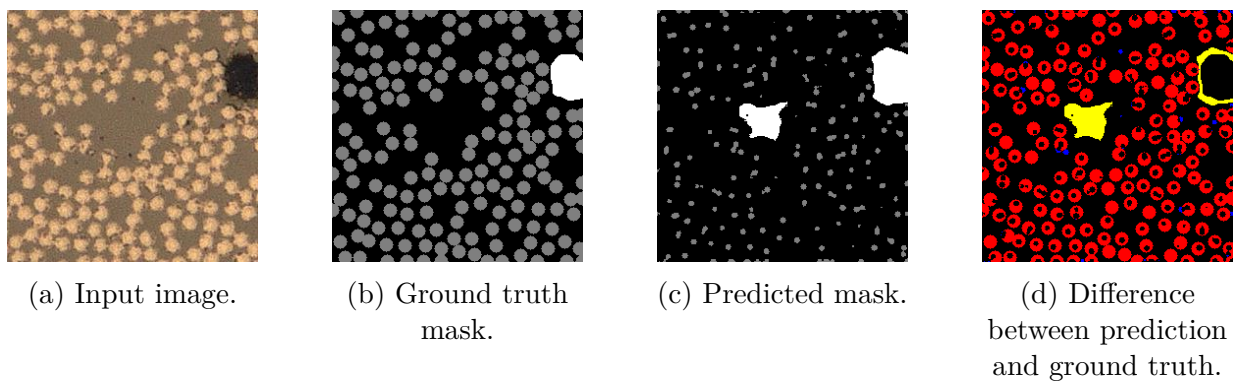 (a) Input image.
(b) Ground truth
mask.
(c) Predicted mask.
(d) Difference
between prediction
and ground truth.